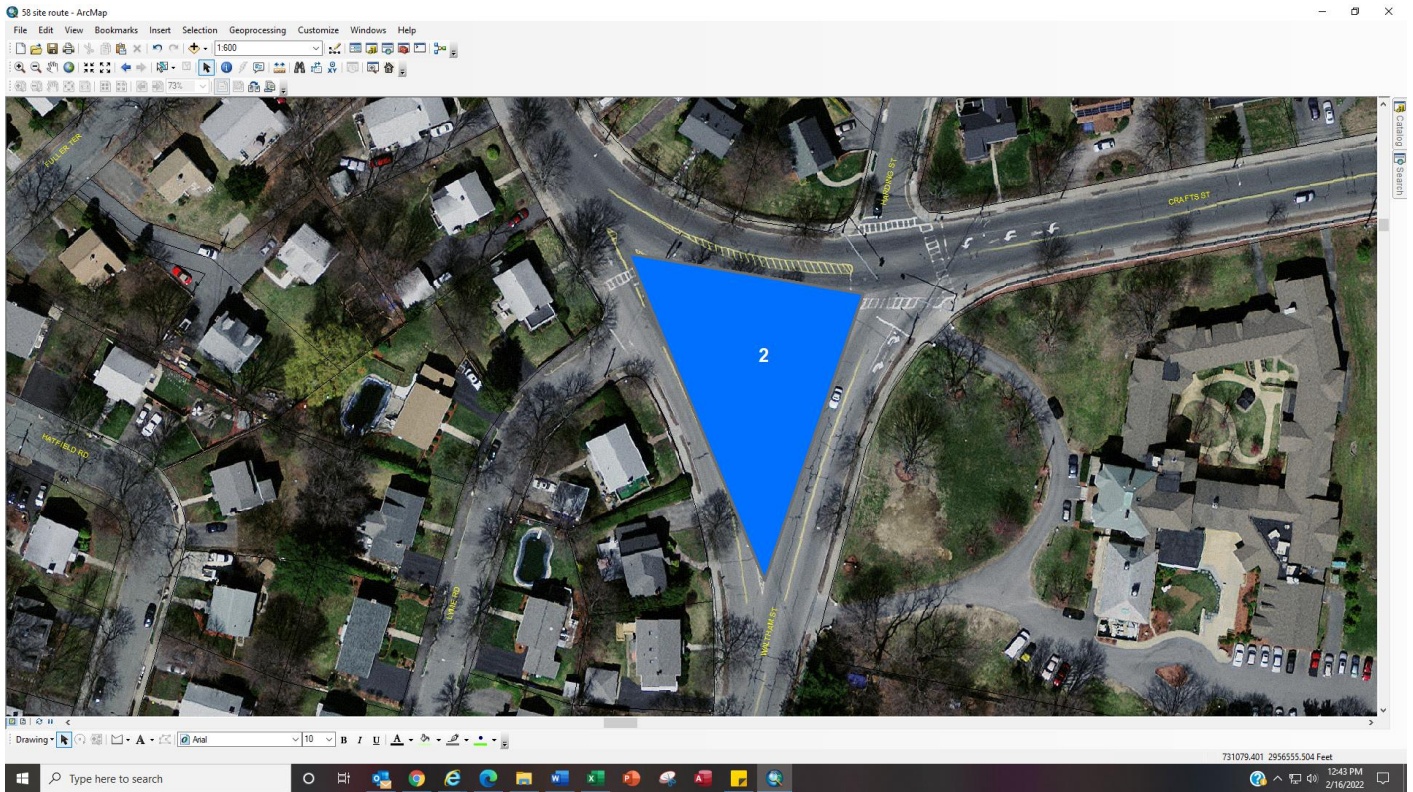 58 site route - ArcMap
File Edit View Bookmarks Insert Selection Geoprocessing Customize Windows Help
1:600
73%
Catalog
Search
FULLER TER
HARDING ST
CRAFTS ST
2
HATFIELD RD
LYME RD
WALTHAM ST
Drawing
A
Arial
10
B I U A
731079.401 2956555.504 Feet
Type here to search
12:43 PM
2/16/2022